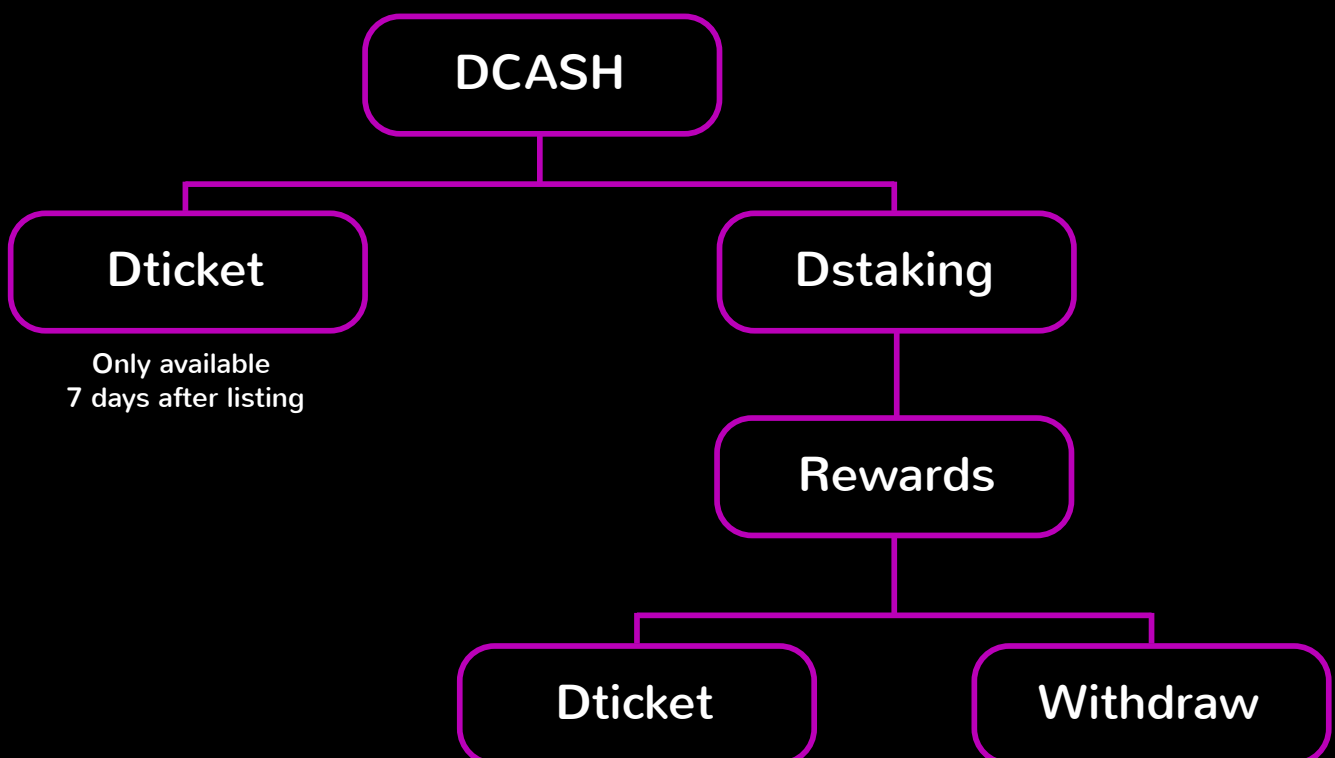 DCASH
Dticket
Dstaking
Only available
7 days after listing
Rewards
Dticket
Withdraw